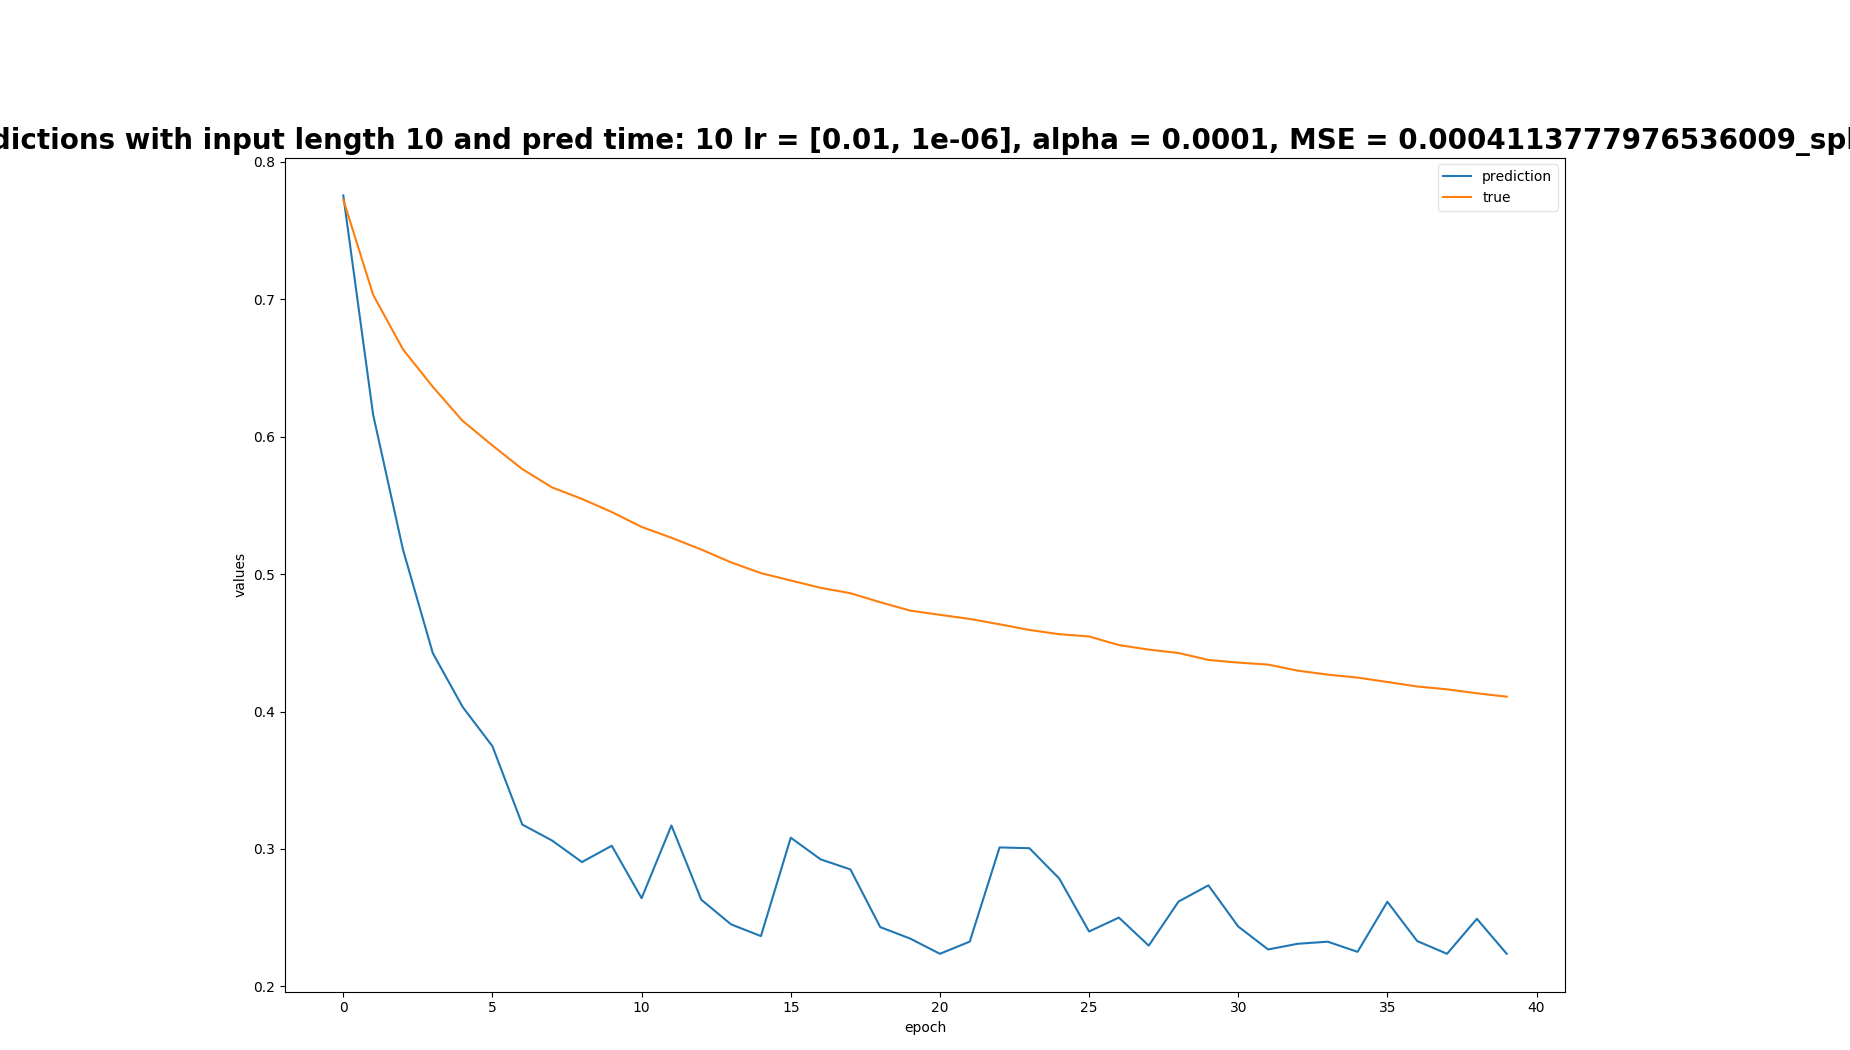 dictions with input length 10 and pred time: 10 lr = [0.01, 1e-06], alpha = 0.0001, MSE = 0.0004113777976536009_spl
prediction
true
0.8
0.7
0.6
0.5
0.4
0.3
0.2
values
0 5 10 15 20 25 30 35 40
epoch